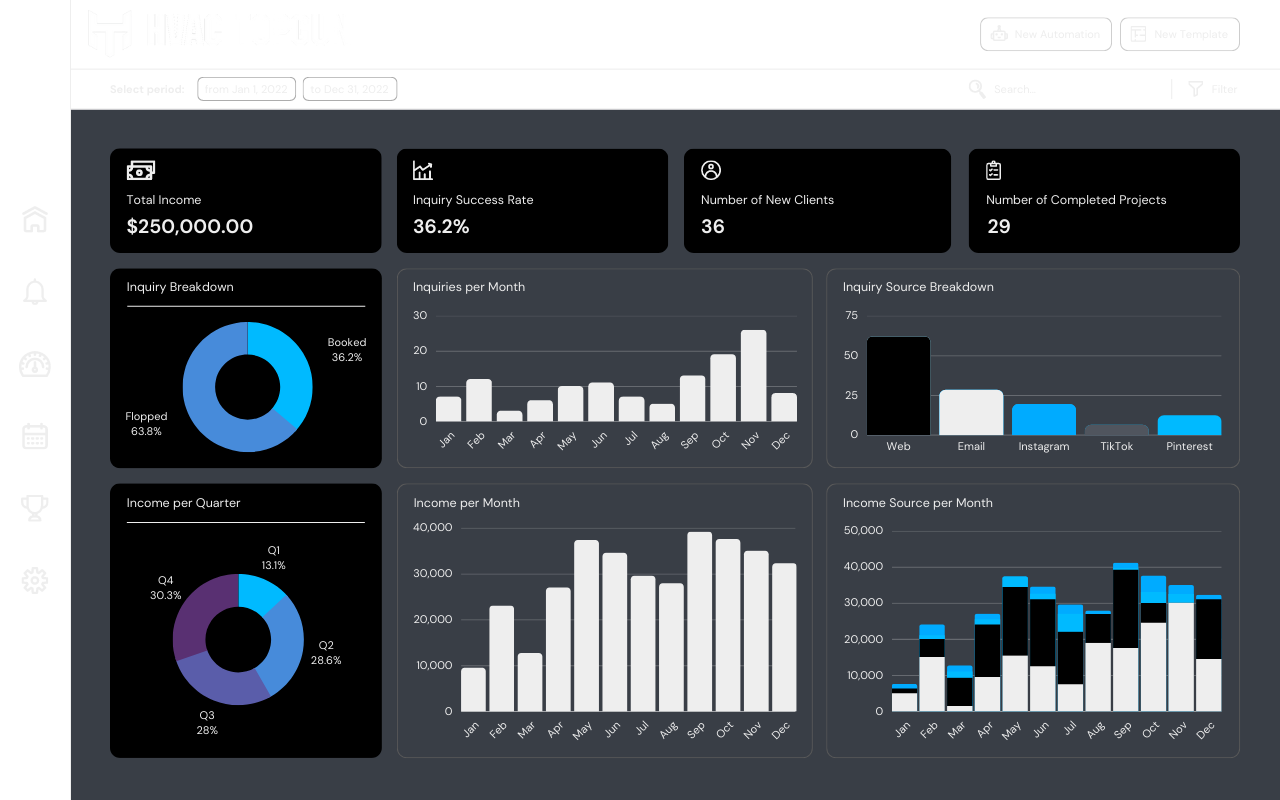 New Automation
New Template
Select period:
from Jan 1, 2022
to Dec 31, 2022
Search...
Filter
Total Income
$250,000.00
Inquiry Success Rate
36.2%
Number of New Clients
36
Number of Completed Projects
29
Inquiry Breakdown
Booked
36.2%
Flopped
63.8%
Inquiries per Month
30
20
10
0
Jan Feb Mar Apr May Jun Jul Aug Sep Oct Nov Dec
Inquiry Source Breakdown
75
50
25
0
Web Email Instagram TikTok Pinterest
Income per Quarter
Q1
13.1%
Q4
30.3%
Q2
28.6%
Q3
28%
Income per Month
40,000
30,000
20,000
10,000
0
Jan Feb Mar Apr May Jun Jul Aug Sep Oct Nov Dec
Income Source per Month
50,000
40,000
30,000
20,000
10,000
0
Jan Feb Mar Apr May Jun Jul Aug Sep Oct Nov Dec